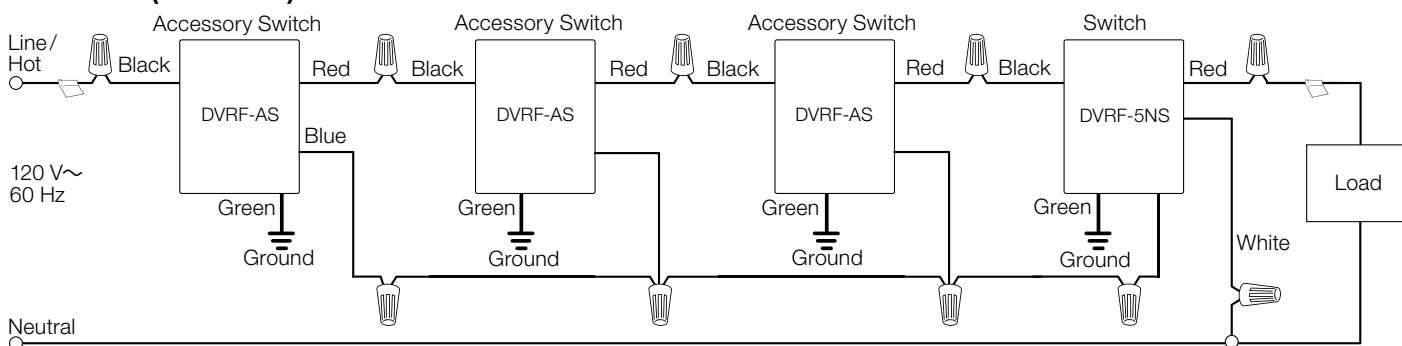 Accessory Switch
Accessory Switch
Accessory Switch
Switch
Line/
Hot
Black
Red
Black
Red
Black
Red
Black
Red
DVRF-AS
DVRF-AS
DVRF-AS
DVRF-5NS
Blue
120 V~
60 Hz
Load
Green
Green
Green
Green
Ground
Ground
Ground
Ground
White
Neutral